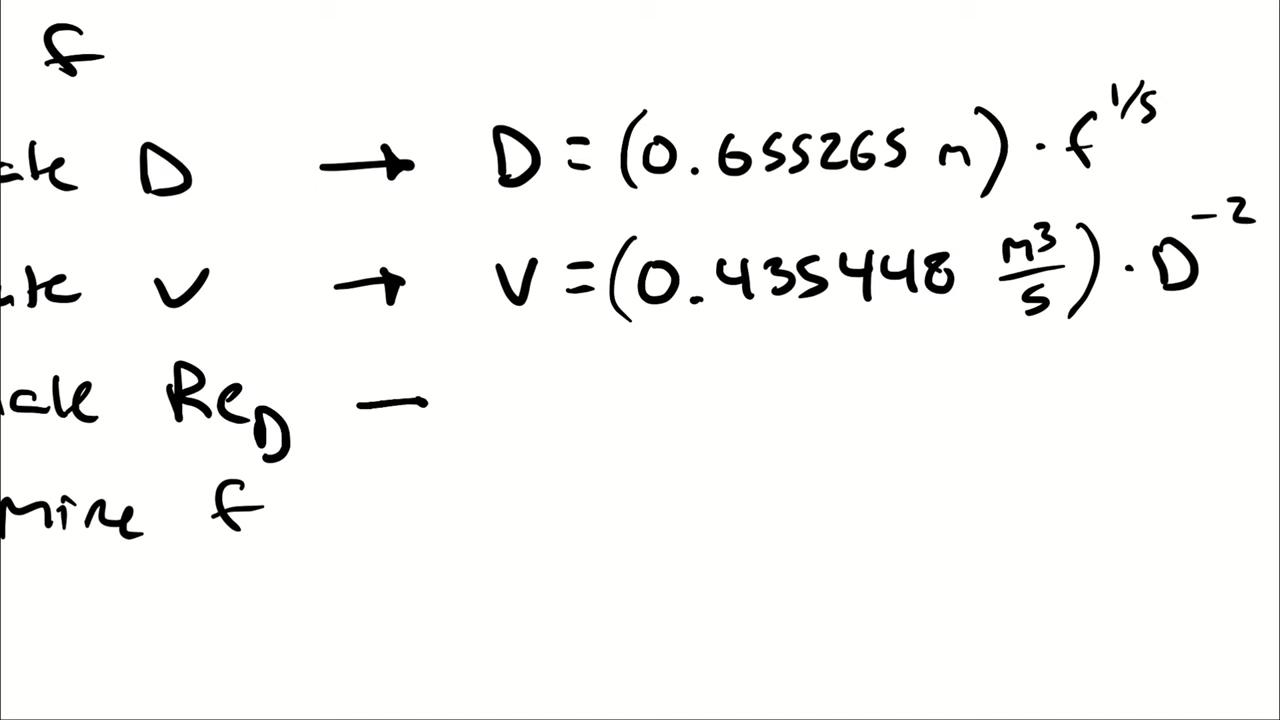 f
D → D = (0.655265 m) · f^{1/5}
V → V = (0.435448 m³/s) · D^{-2}
Re_D —
f